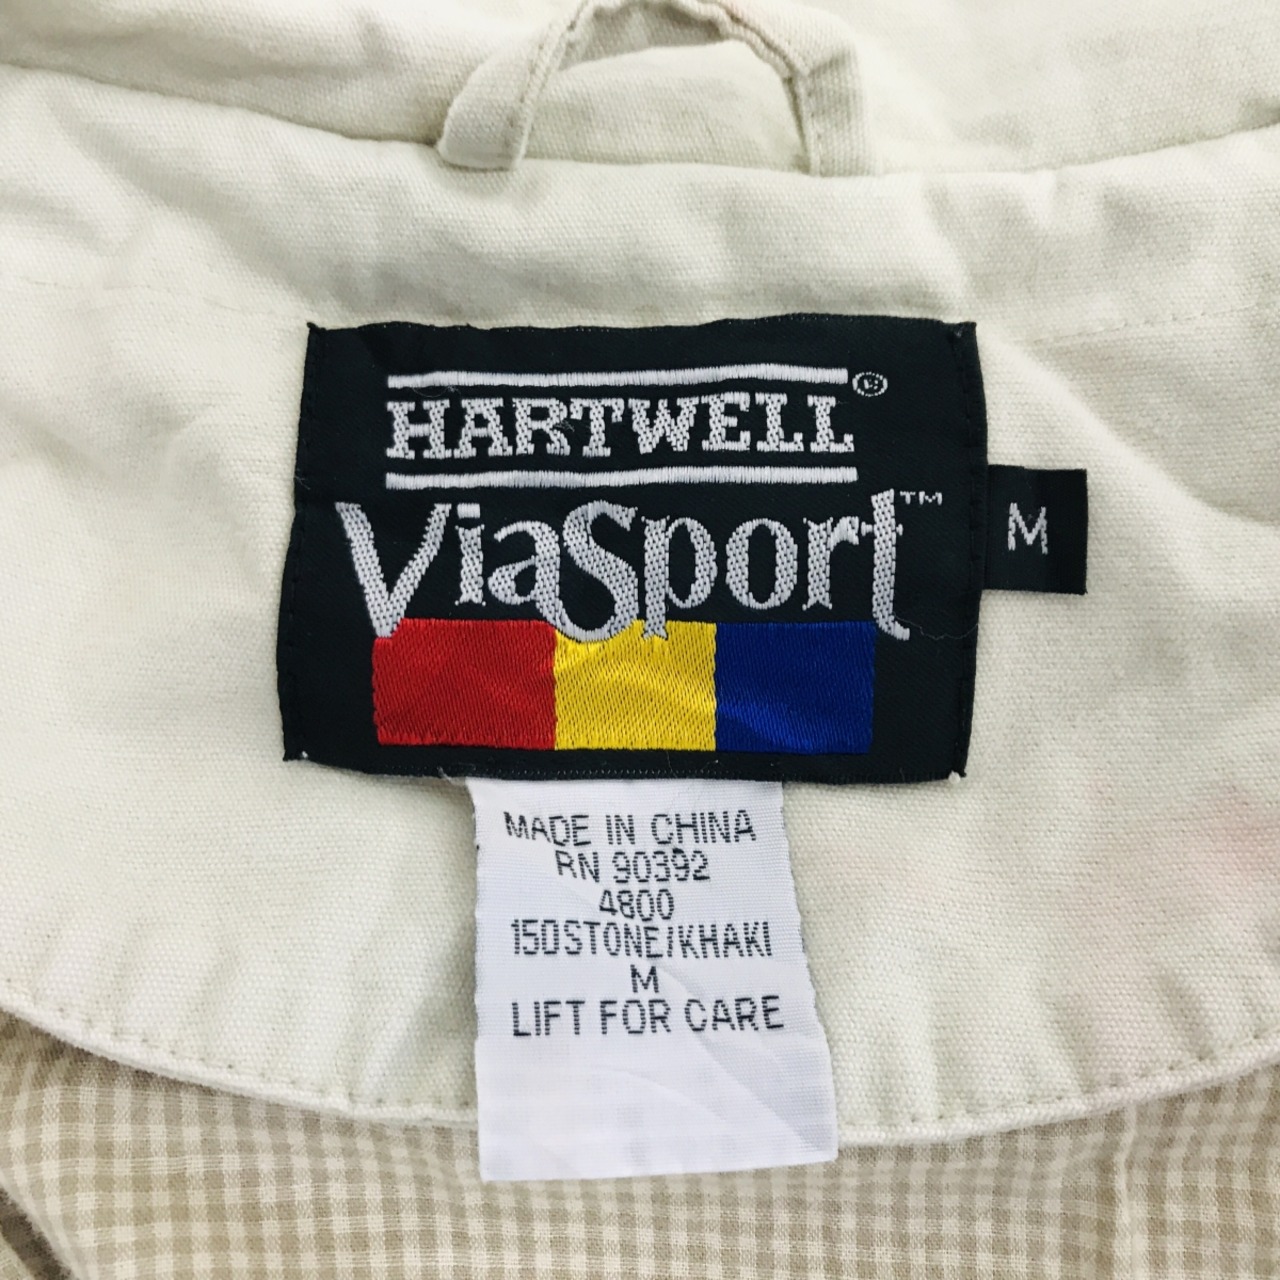 HARTWELL®
ViaSport™
M
MADE IN CHINA
RN 90392
4800
150STONE/KHAKI
M
LIFT FOR CARE